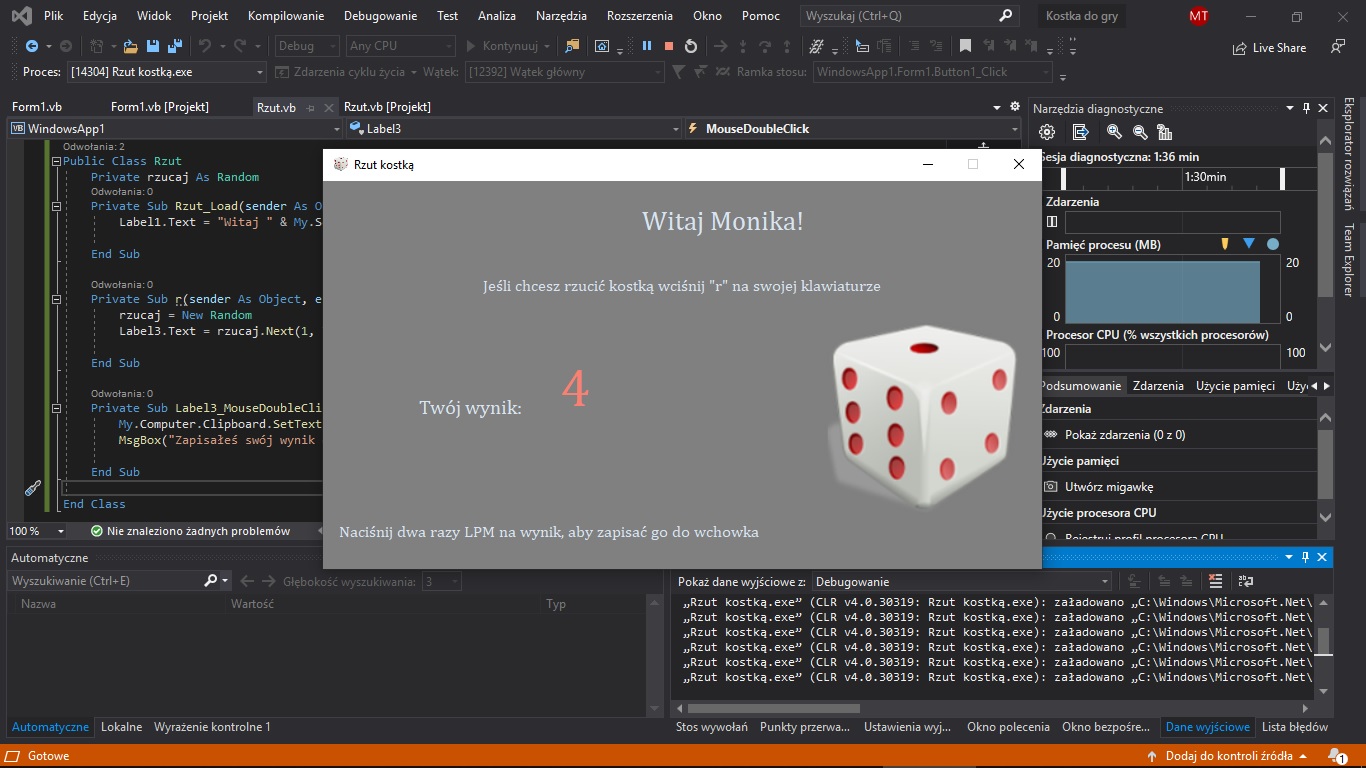 Plik Edycja Widok Projekt Kompilowanie Debugowanie Test Analiza Narzędzia Rozszerzenia Okno Pomoc Wyszukaj (Ctrl+Q) Kostka do gry MT
Debug Any CPU Kontynuuj Live Share
Proces: [14304] Rzut kostką.exe Zdarzenia cyklu życia Wątek: [12392] Wątek główny Ramka stosu: WindowsApp1.Form1.Button1_Click
Form1.vb Form1.vb [Projekt] Rzut.vb Rzut.vb [Projekt]
WindowsApp1 Label3 MouseDoubleClick
Odwołania: 2
Public Class Rzut
Private rzucaj As Random
Odwołania: 0
Private Sub Rzut_Load(sender As O
Label1.Text = "Witaj " & My.S
End Sub
Odwołania: 0
Private Sub r(sender As Object, e
rzucaj = New Random
Label3.Text = rzucaj.Next(1,
End Sub
Odwołania: 0
Private Sub Label3_MouseDoubleCli
My.Computer.Clipboard.SetText
MsgBox("Zapisałeś swój wynik
End Sub
End Class
100 % Nie znaleziono żadnych problemów
Rzut kostką
Witaj Monika!
Jeśli chcesz rzucić kostką wciśnij "r" na swojej klawiaturze
Twój wynik: 4
Naciśnij dwa razy LPM na wynik, aby zapisać go do wchowka
Narzędzia diagnostyczne
Sesja diagnostyczna: 1:36 min
1:30min
Zdarzenia
Pamięć procesu (MB)
20 20
0 0
Procesor CPU (% wszystkich procesorów)
100 100
Podsumowanie Zdarzenia Użycie pamięci Uży
Zdarzenia
Pokaż zdarzenia (0 z 0)
Użycie pamięci
Utwórz migawkę
Użycie procesora CPU
Rejestruj profil procesora CPU
Eksplorator rozwiązań
Team Explorer
Automatyczne
Wyszukiwanie (Ctrl+E) Głębokość wyszukiwania: 3
Nazwa Wartość Typ
Automatyczne Lokalne Wyrażenie kontrolne 1
Pokaż dane wyjściowe z: Debugowanie
„Rzut kostką.exe” (CLR v4.0.30319: Rzut kostką.exe): załadowano „C:\Windows\Microsoft.Net\
„Rzut kostką.exe” (CLR v4.0.30319: Rzut kostką.exe): załadowano „C:\Windows\Microsoft.Net\
„Rzut kostką.exe” (CLR v4.0.30319: Rzut kostką.exe): załadowano „C:\Windows\Microsoft.Net\
„Rzut kostką.exe” (CLR v4.0.30319: Rzut kostką.exe): załadowano „C:\Windows\Microsoft.Net\
„Rzut kostką.exe” (CLR v4.0.30319: Rzut kostką.exe): załadowano „C:\Windows\Microsoft.Net\
„Rzut kostką.exe” (CLR v4.0.30319: Rzut kostką.exe): załadowano „C:\Windows\Microsoft.Net\
Stos wywołań Punkty przerwa... Ustawienia wyj... Okno polecenia Okno bezpośre... Dane wyjściowe Lista błędów
Gotowe Dodaj do kontroli źródła 1